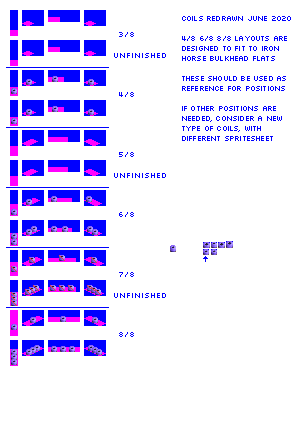 COILS REDRAWN JUNE 2020
4/8 6/8 8/8 LAYOUTS ARE
DESIGNED TO FIT TO IRON
HORSE BULKHEAD FLATS
THESE SHOULD BE USED AS
REFERENCE FOR POSITIONS
IF OTHER POSITIONS ARE
NEEDED, CONSIDER A NEW
TYPE OF COILS, WITH
DIFFERENT SPRITESHEET
3/8
UNFINISHED
4/8
5/8
UNFINISHED
6/8
7/8
UNFINISHED
8/8